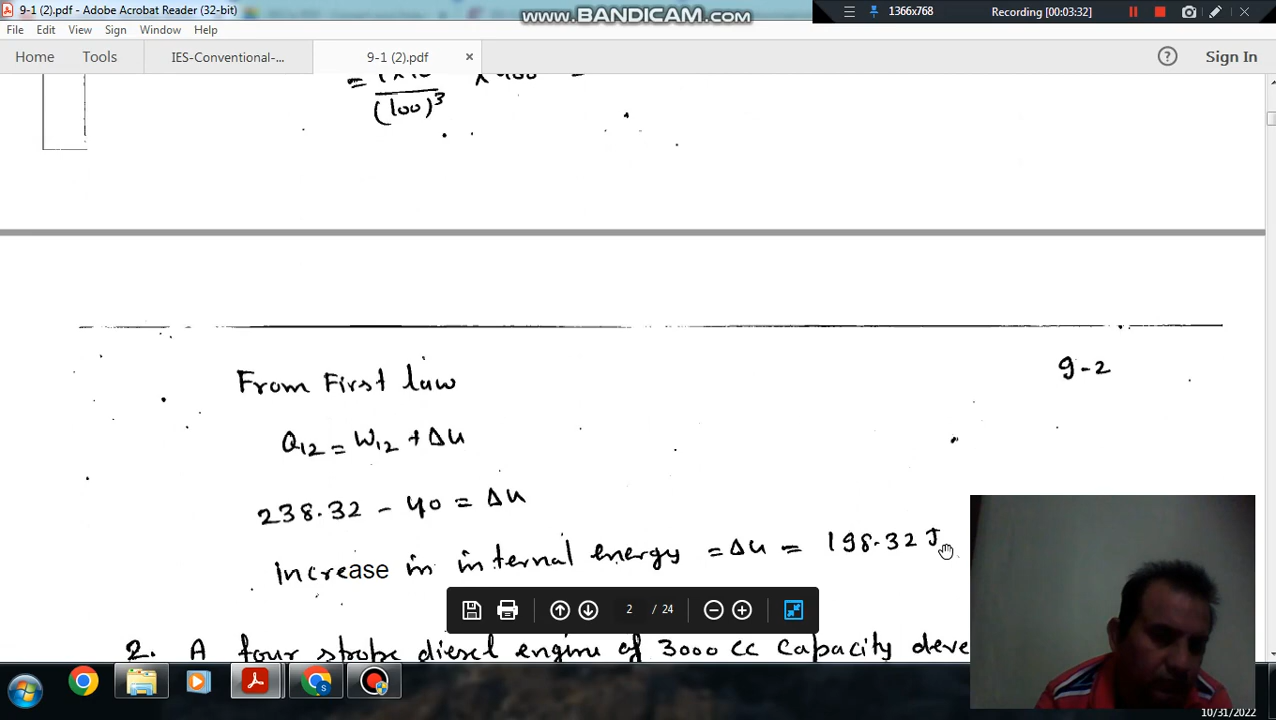 9-1 (2).pdf - Adobe Acrobat Reader (32-bit)
www.BANDICAM.com
1366x768
Recording [00:03:32]
File Edit View Sign Window Help
Home Tools IES-Conventional-... 9-1 (2).pdf × Sign In
(100)³
9-2
From First law
Q12 = W12 + Δu
238.32 - 40 = Δu
Increase in internal energy = Δu = 198.32 J
2 / 24
2. A four stroke diesel engine of 3000 cc capacity deve
10/31/2022